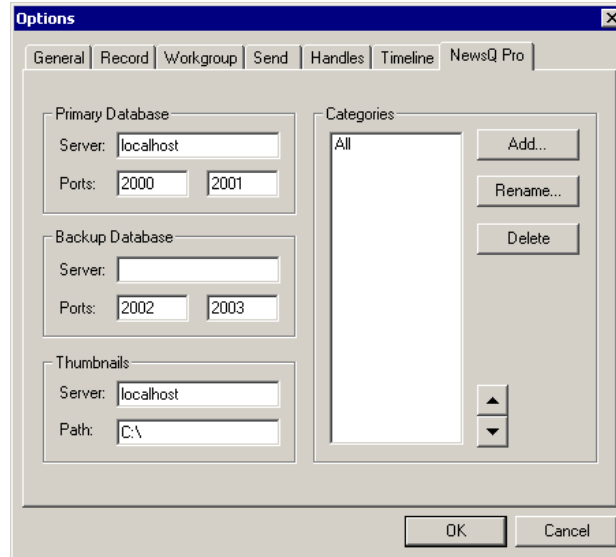 Options
General Record Workgroup Send Handles Timeline NewsQ Pro
Primary Database
Server: localhost
Ports: 2000 2001
Backup Database
Server:
Ports: 2002 2003
Thumbnails
Server: localhost
Path: C:\
Categories
All
Add...
Rename...
Delete
OK Cancel